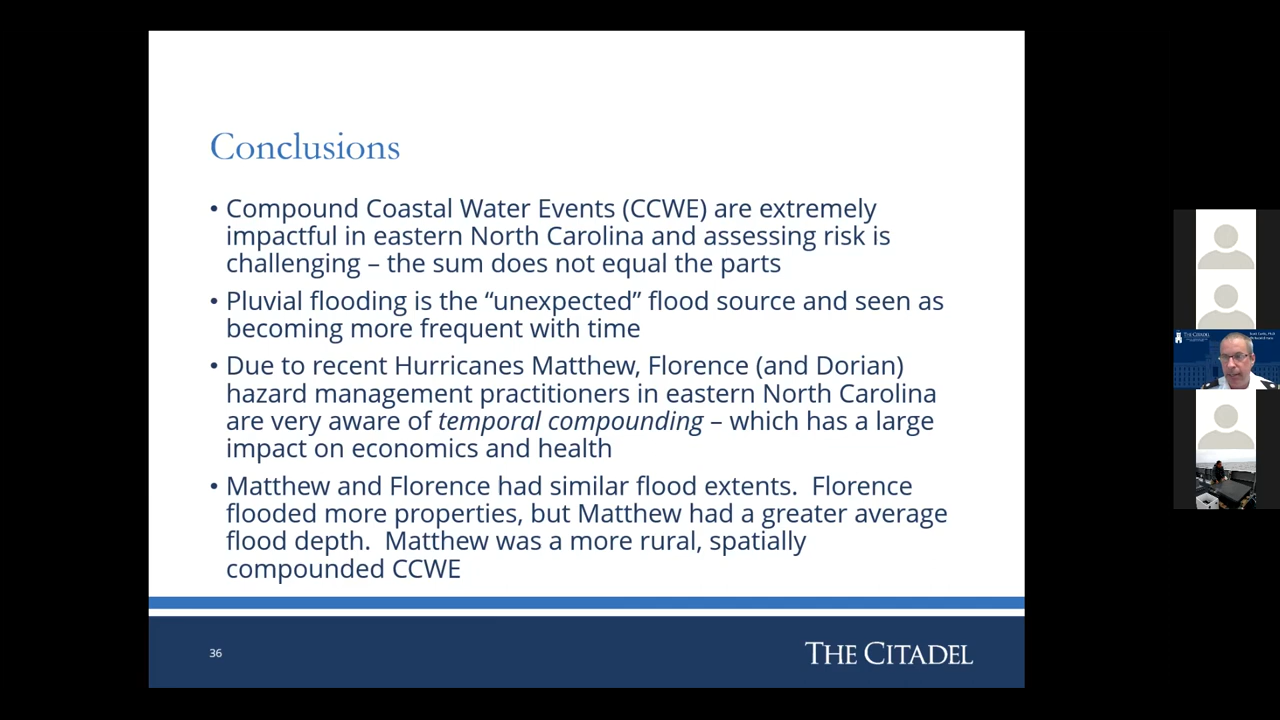 Conclusions
• Compound Coastal Water Events (CCWE) are extremely
impactful in eastern North Carolina and assessing risk is
challenging – the sum does not equal the parts
• Pluvial flooding is the “unexpected” flood source and seen as
becoming more frequent with time
• Due to recent Hurricanes Matthew, Florence (and Dorian)
hazard management practitioners in eastern North Carolina
are very aware of temporal compounding – which has a large
impact on economics and health
• Matthew and Florence had similar flood extents.  Florence
flooded more properties, but Matthew had a greater average
flood depth.  Matthew was a more rural, spatially
compounded CCWE
36
THE CITADEL
THE CITADEL